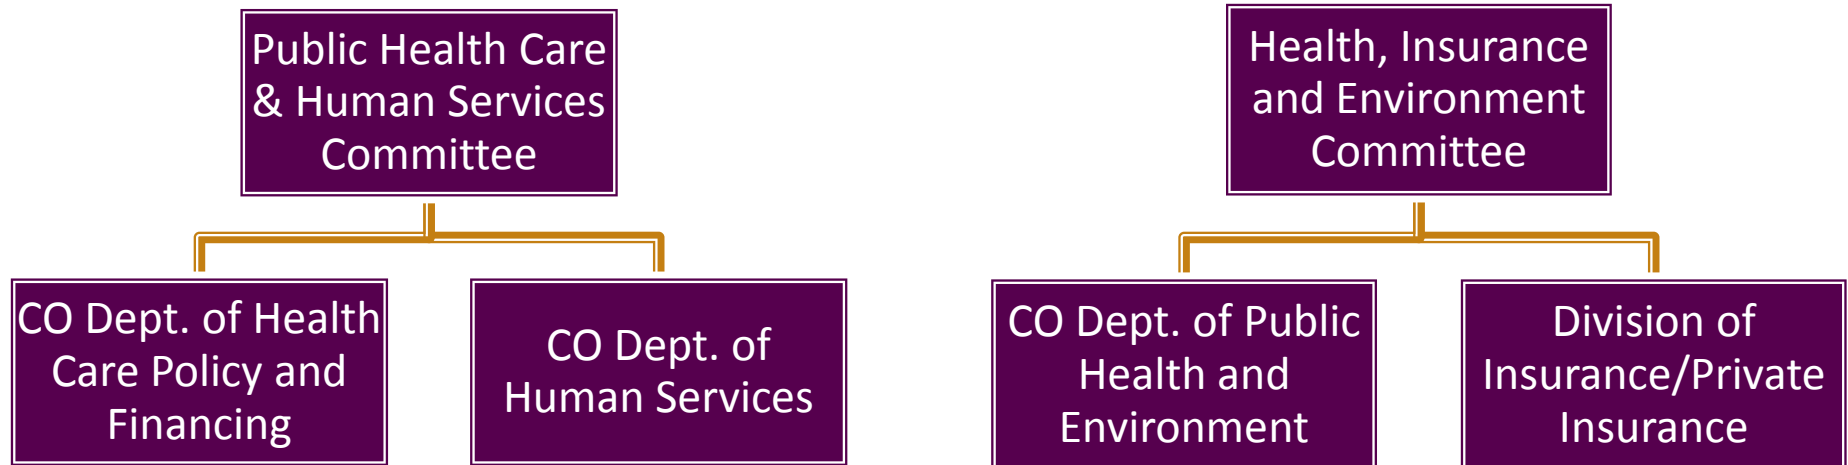 Public Health Care
& Human Services
Committee
Health, Insurance
and Environment
Committee
CO Dept. of Health
Care Policy and
Financing
CO Dept. of
Human Services
CO Dept. of Public
Health and
Environment
Division of
Insurance/Private
Insurance